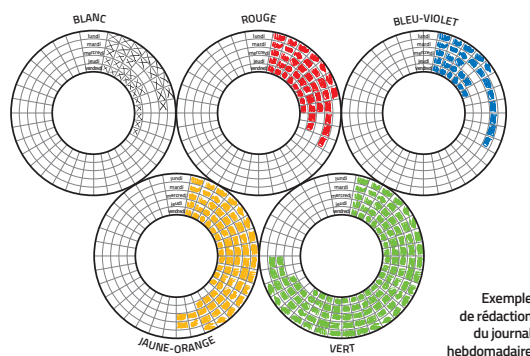 BLANC
lundi
mardi
mercredi
jeudi
vendredi
ROUGE
lundi
mardi
mercredi
jeudi
vendredi
BLEU-VIOLET
lundi
mardi
mercredi
jeudi
vendredi
JAUNE-ORANGE
lundi
mardi
mercredi
jeudi
vendredi
VERT
lundi
mardi
mercredi
jeudi
vendredi
Exemple
de rédaction
du journal
hebdomadaire